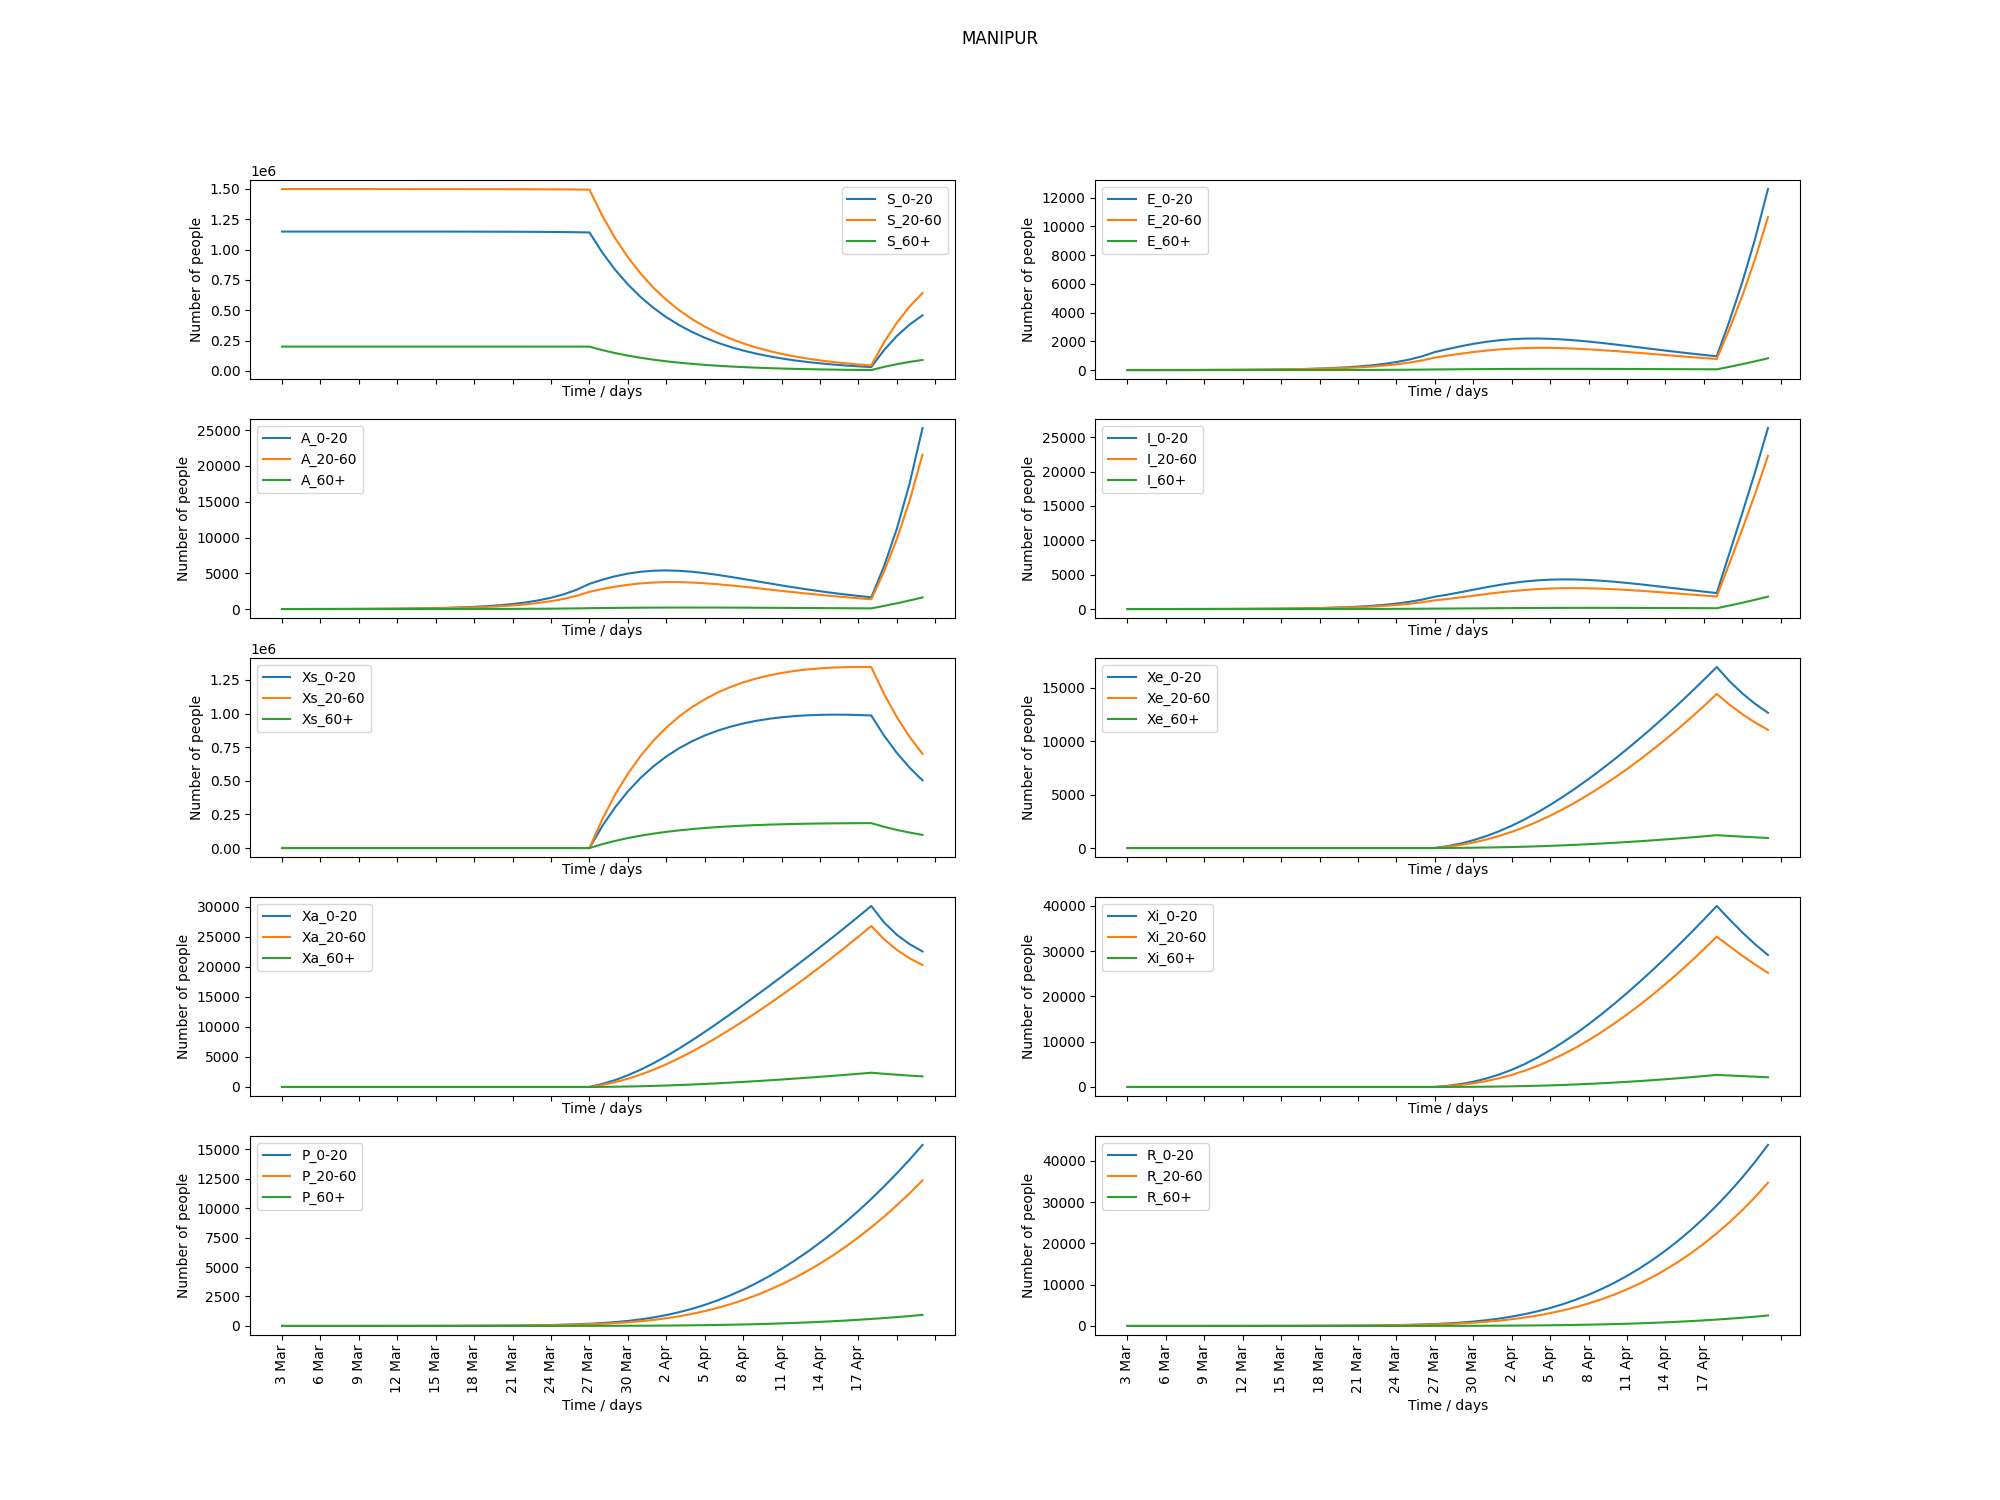 MANIPUR
1e6
Number of people
1.50
1.25
1.00
0.75
0.50
0.25
0.00
S_0-20
S_20-60
S_60+
Time / days
Number of people
12000
10000
8000
6000
4000
2000
0
E_0-20
E_20-60
E_60+
Time / days
Number of people
25000
20000
15000
10000
5000
0
A_0-20
A_20-60
A_60+
Time / days
Number of people
25000
20000
15000
10000
5000
0
I_0-20
I_20-60
I_60+
Time / days
1e6
Number of people
1.25
1.00
0.75
0.50
0.25
0.00
Xs_0-20
Xs_20-60
Xs_60+
Time / days
Number of people
15000
10000
5000
0
Xe_0-20
Xe_20-60
Xe_60+
Time / days
Number of people
30000
25000
20000
15000
10000
5000
0
Xa_0-20
Xa_20-60
Xa_60+
Time / days
Number of people
40000
30000
20000
10000
0
Xi_0-20
Xi_20-60
Xi_60+
Time / days
Number of people
15000
12500
10000
7500
5000
2500
0
P_0-20
P_20-60
P_60+
3 Mar
6 Mar
9 Mar
12 Mar
15 Mar
18 Mar
21 Mar
24 Mar
27 Mar
30 Mar
2 Apr
5 Apr
8 Apr
11 Apr
14 Apr
17 Apr
Time / days
Number of people
40000
30000
20000
10000
0
R_0-20
R_20-60
R_60+
3 Mar
6 Mar
9 Mar
12 Mar
15 Mar
18 Mar
21 Mar
24 Mar
27 Mar
30 Mar
2 Apr
5 Apr
8 Apr
11 Apr
14 Apr
17 Apr
Time / days